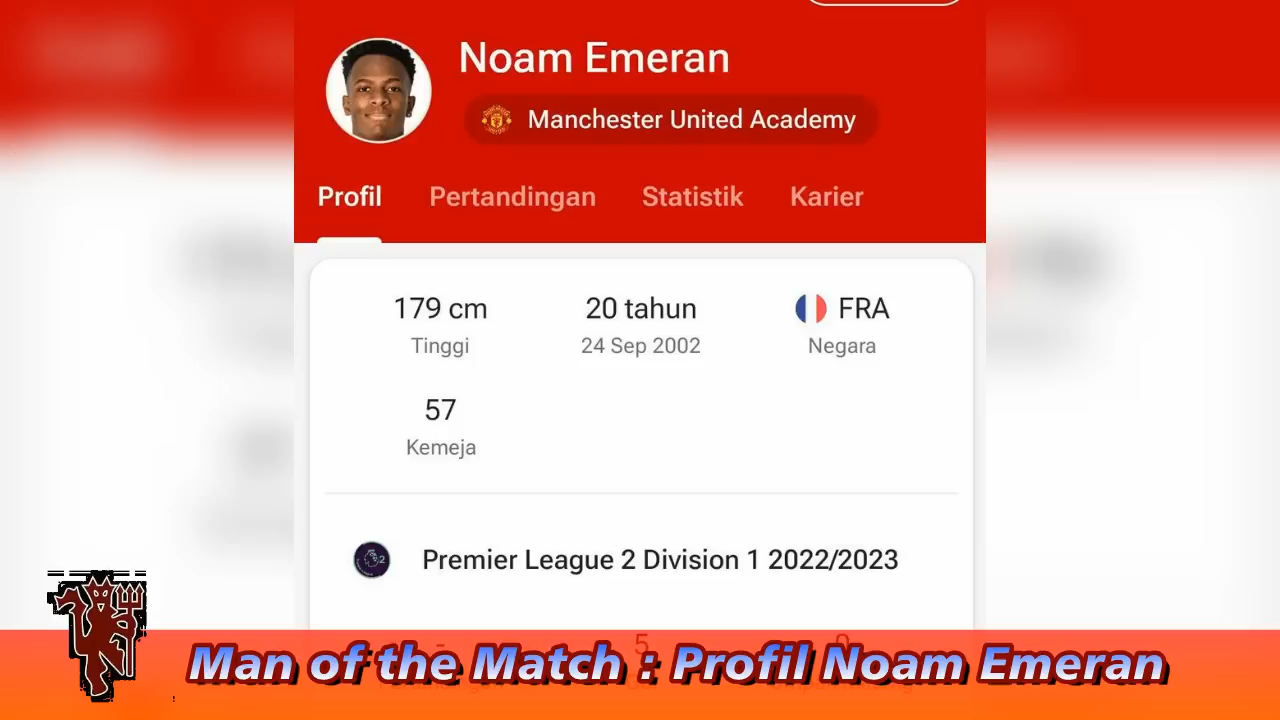 Noam Emeran
Manchester United Academy
Profil Pertandingan Statistik Karier
179 cm 20 tahun FRA
Tinggi 24 Sep 2002 Negara
57
Kemeja
Premier League 2 Division 1 2022/2023
5
Man of the Match : Profil Noam Emeran